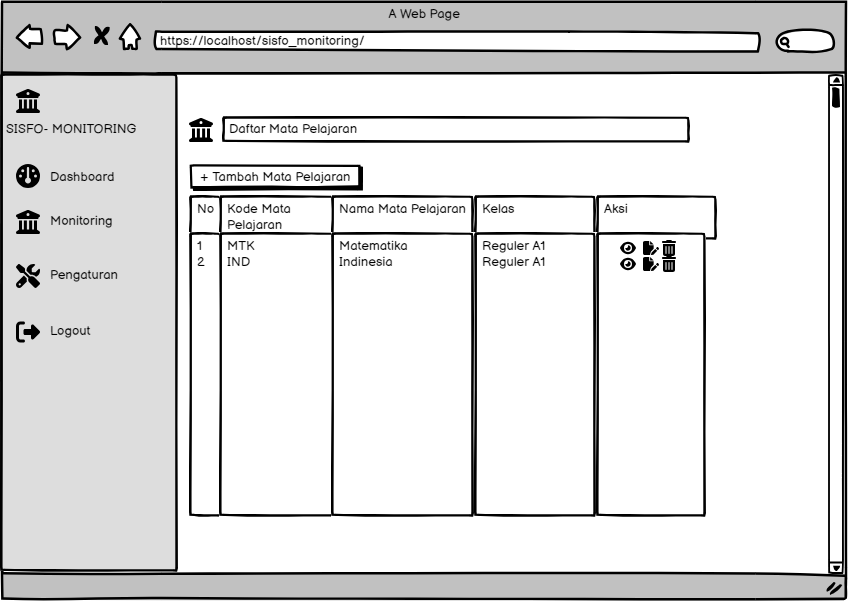 A Web Page
https://localhost/sisfo_monitoring/
SISFO- MONITORING
Dashboard
Monitoring
Pengaturan
Logout
Daftar Mata Pelajaran
+ Tambah Mata Pelajaran
No Kode Mata Pelajaran Nama Mata Pelajaran Kelas Aksi
1 MTK Matematika Reguler A1
2 IND Indinesia Reguler A1